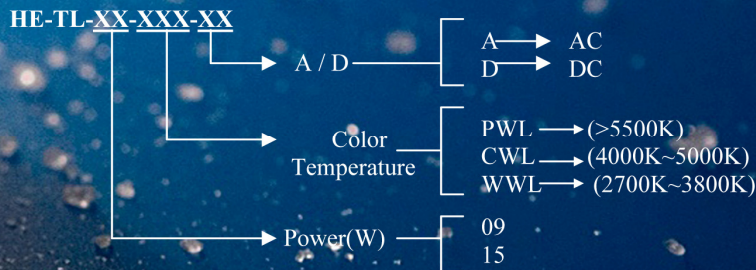 HE-TL-XX-XXX-XX
A / D
A → AC
D → DC
Color
Temperature
PWL → (>5500K)
CWL → (4000K~5000K)
WWL → (2700K~3800K)
Power(W)
09
15